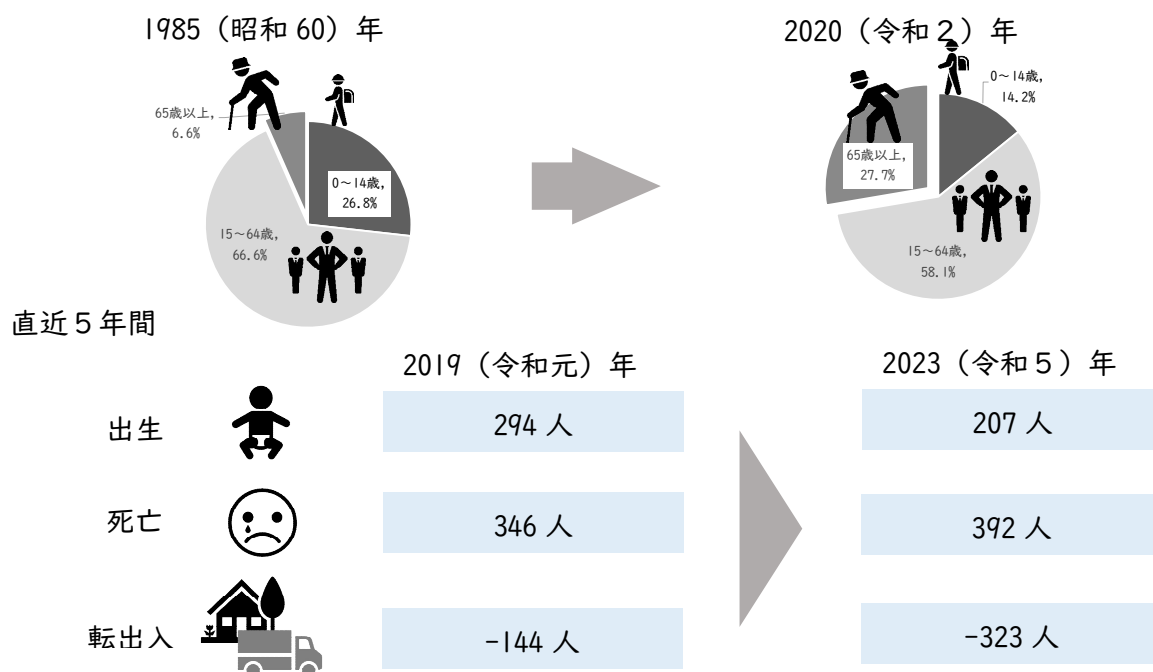 1985（昭和60）年
2020（令和２）年
65歳以上,
6.6%
0～14歳,
26.8%
15～64歳,
66.6%
0～14歳,
14.2%
65歳以上,
27.7%
15～64歳,
58.1%
直近５年間
2019（令和元）年
2023（令和５）年
出生
294 人
207 人
死亡
346 人
392 人
転出入
-144 人
-323 人